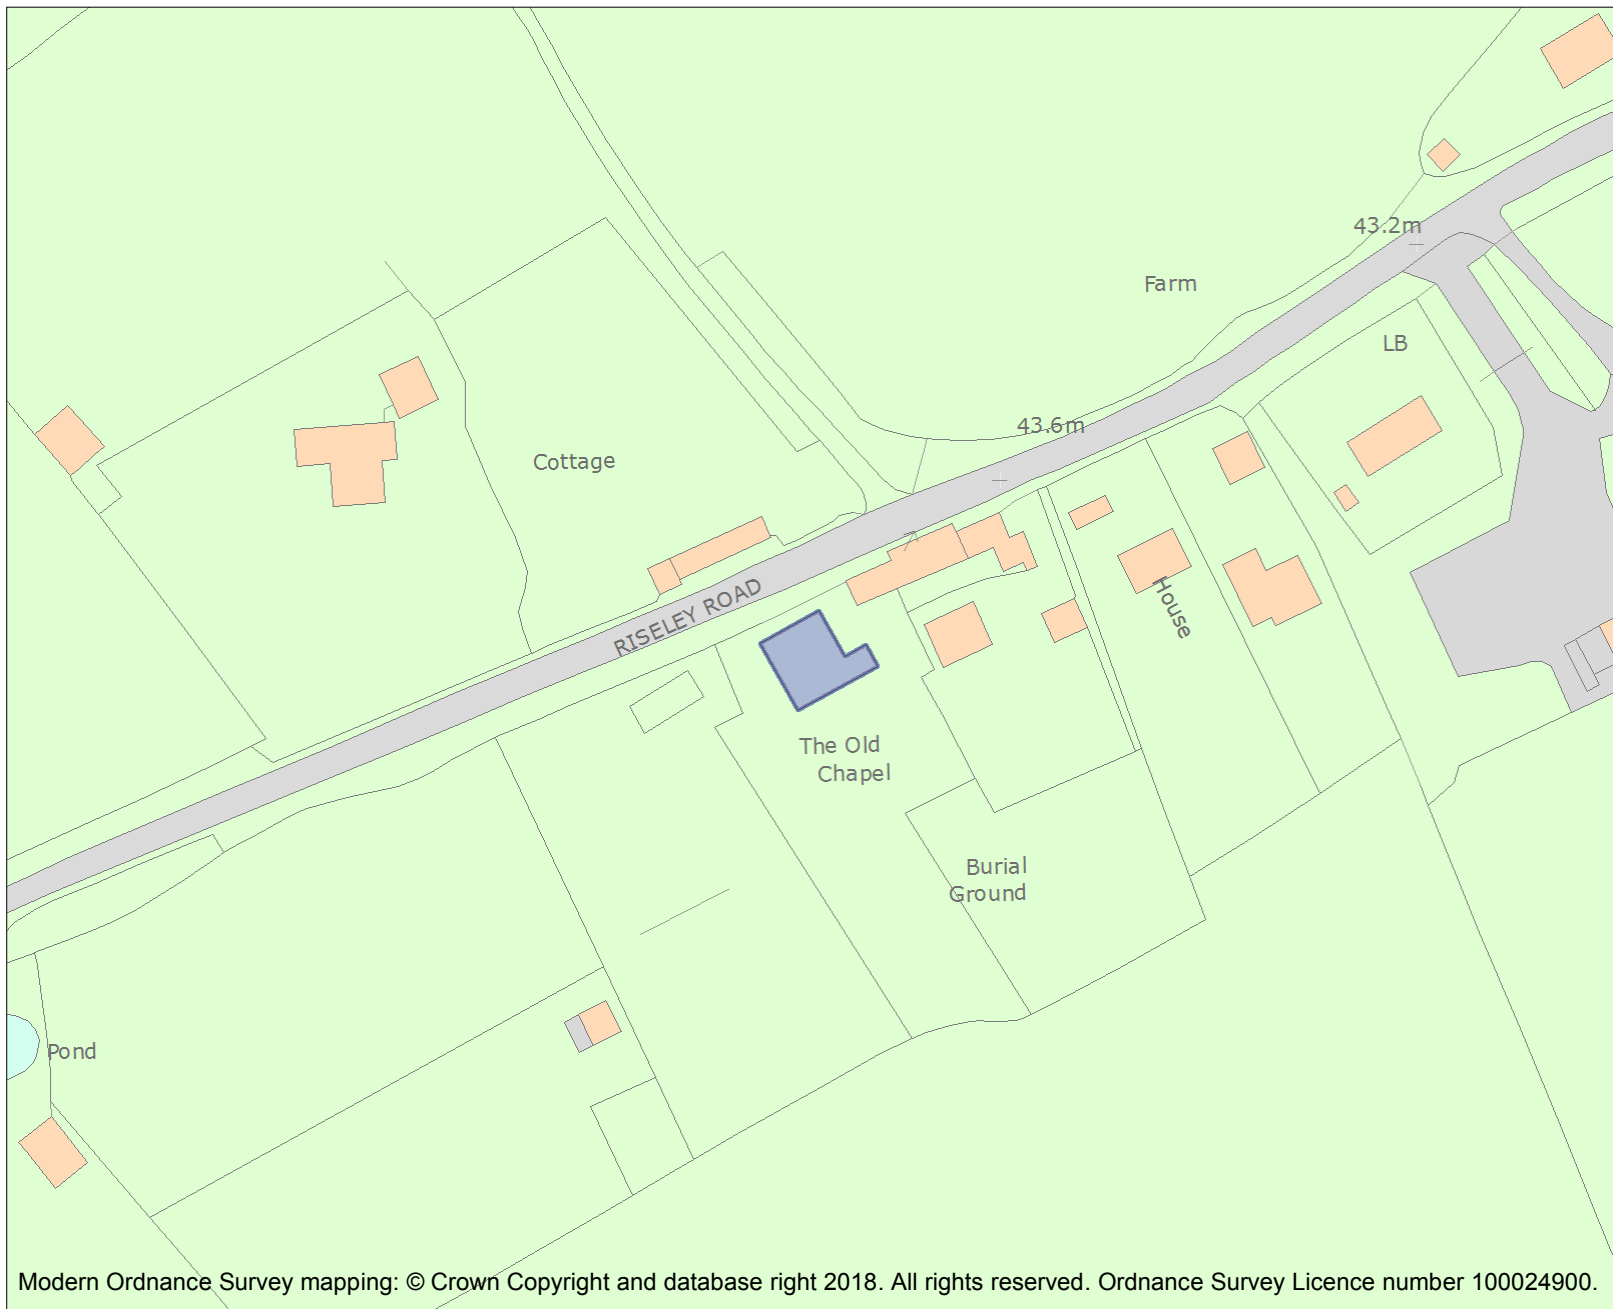 43.2m
Farm
LB
43.6m
Cottage
RISELEY ROAD
House
The Old
Chapel
Burial
Ground
Pond
Modern Ordnance Survey mapping: © Crown Copyright and database right 2018. All rights reserved. Ordnance Survey Licence number 100024900.